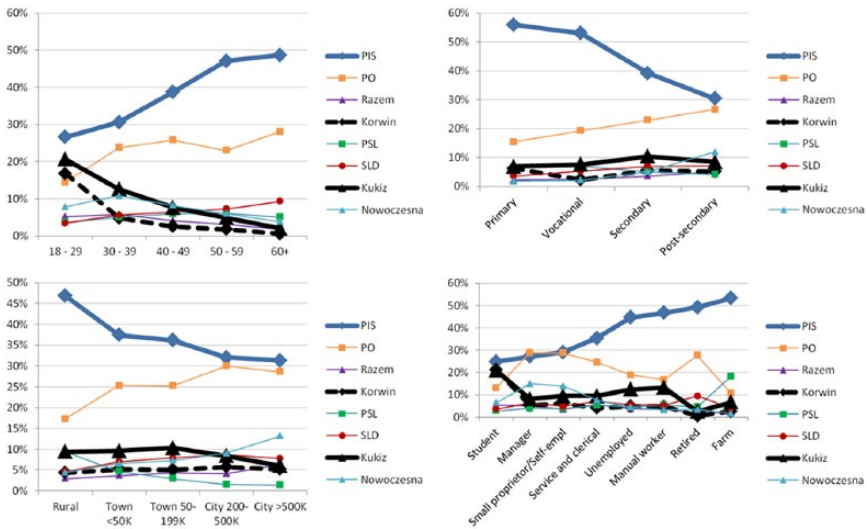 60%
50%
40%
30%
20%
10%
0%
18 - 29
30 - 39
40 - 49
50 - 59
60+
PIS
PO
Razem
Korwin
PSL
SLD
Kukiz
Nowoczesna
60%
50%
40%
30%
20%
10%
0%
Primary
Vocational
Secondary
Post-secondary
PIS
PO
Razem
Korwin
PSL
SLD
Kukiz
Nowoczesna
50%
45%
40%
35%
30%
25%
20%
15%
10%
5%
0%
Rural
Town <50K
Town 50-199K
City 200-500K
City >500K
PIS
PO
Razem
Korwin
PSL
SLD
Kukiz
Nowoczesna
60%
50%
40%
30%
20%
10%
0%
Student
Manager
Small proprietor/Self-empl
Service and clerical
Unemployed
Manual worker
Retired
Farm
PIS
PO
Razem
Korwin
PSL
SLD
Kukiz
Nowoczesna